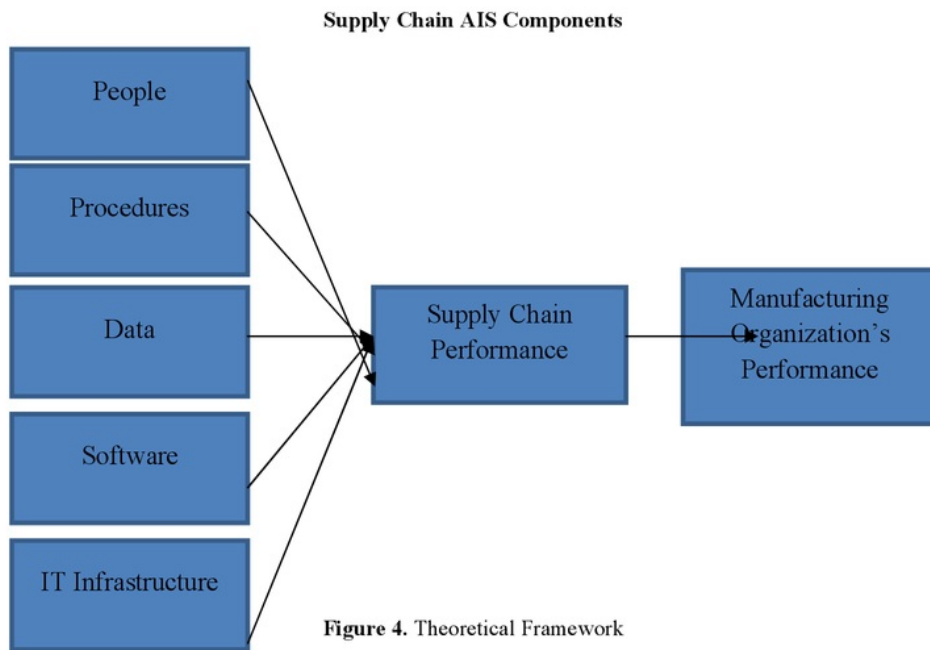 Supply Chain AIS Components
People
Procedures
Data
Software
IT Infrastructure
Supply Chain
Performance
Manufacturing
Organization’s
Performance
Figure 4. Theoretical Framework